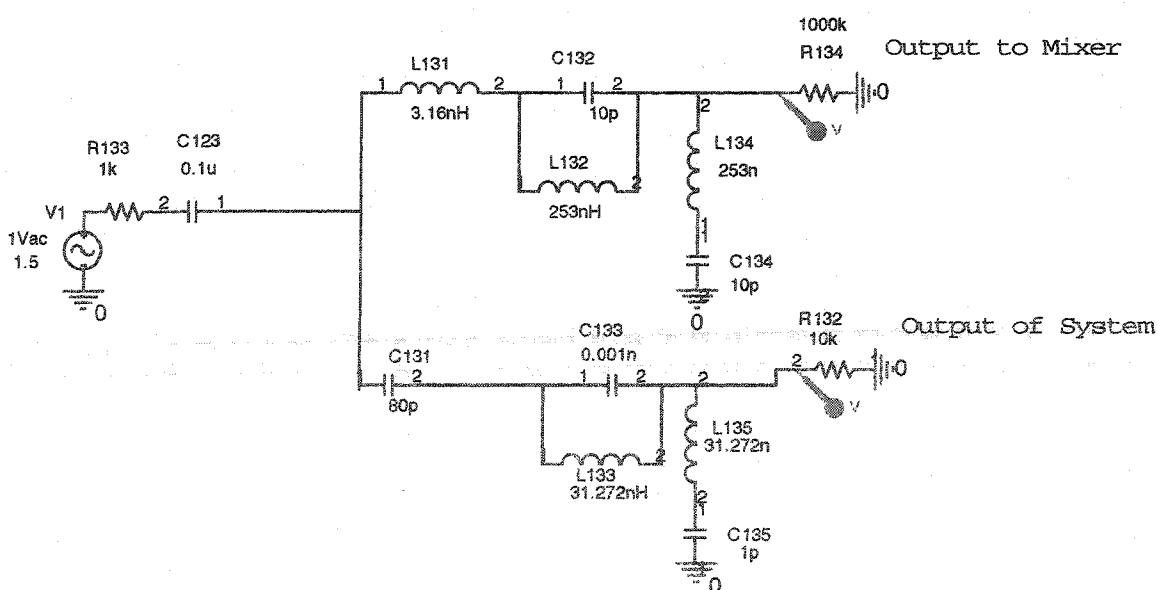 1000k
R134
Output to Mixer
0
L131
1 2
3.16nH
C132
1 2
10p
V
2
L134
253n
1
L132
2
253nH
R133
1k
C123
0.1u
2 1
V1
1Vac
1.5
0
C134
10p
0
R132
10k
Output of System
0
C133
0.001n
1 2
C131
2
80p
2
2
V
L133
2
31.272nH
L135
31.272n
2
1
C135
1p
0